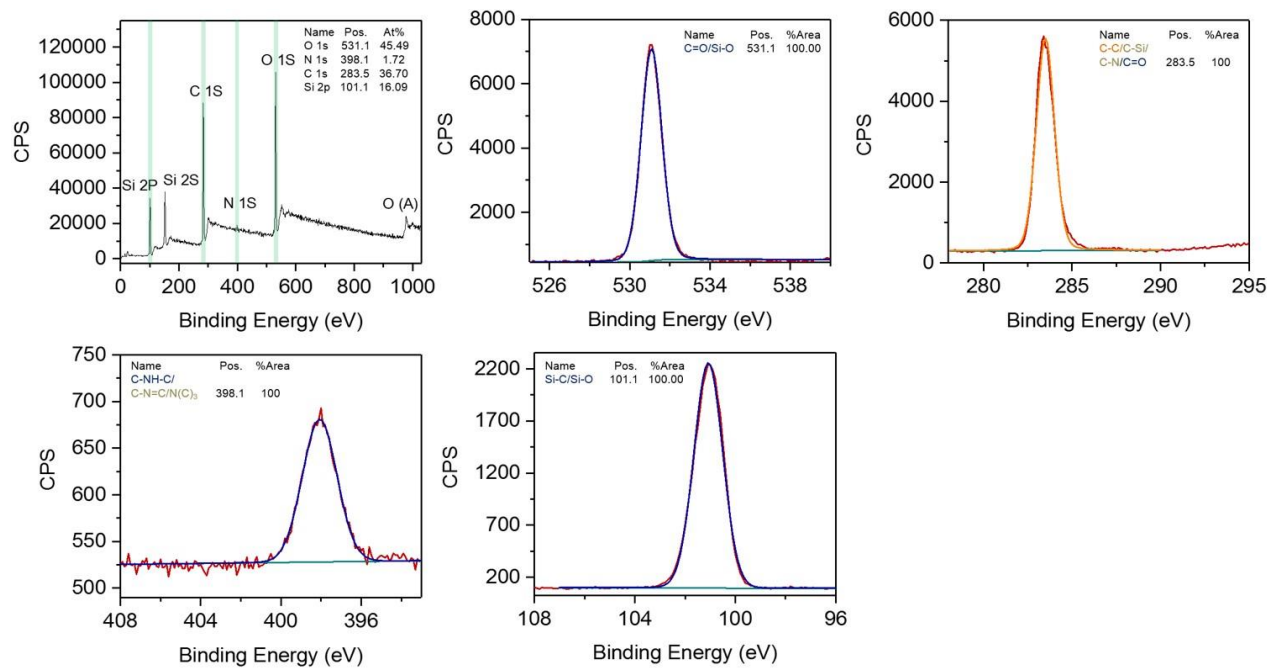 Name Pos. At%
O 1s 531.1 45.49
N 1s 398.1 1.72
C 1s 283.5 36.70
Si 2p 101.1 16.09
O 1S
C 1S
Si 2P
Si 2S
N 1S
O (A)
120000
100000
80000
60000
40000
20000
0
CPS
0 200 400 600 800 1000
Binding Energy (eV)
Name Pos. %Area
C=O/Si-O 531.1 100.00
8000
6000
4000
2000
CPS
526 530 534 538
Binding Energy (eV)
Name Pos. %Area
C-C/C-Si/
C-N/C=O 283.5 100
6000
4000
2000
0
CPS
280 285 290 295
Binding Energy (eV)
Name Pos. %Area
C-NH-C/
C-N=C/N(C)₃ 398.1 100
750
700
650
600
550
500
CPS
408 404 400 396
Binding Energy (eV)
Name Pos. %Area
Si-C/Si-O 101.1 100.00
2200
1700
1200
700
200
CPS
108 104 100 96
Binding Energy (eV)